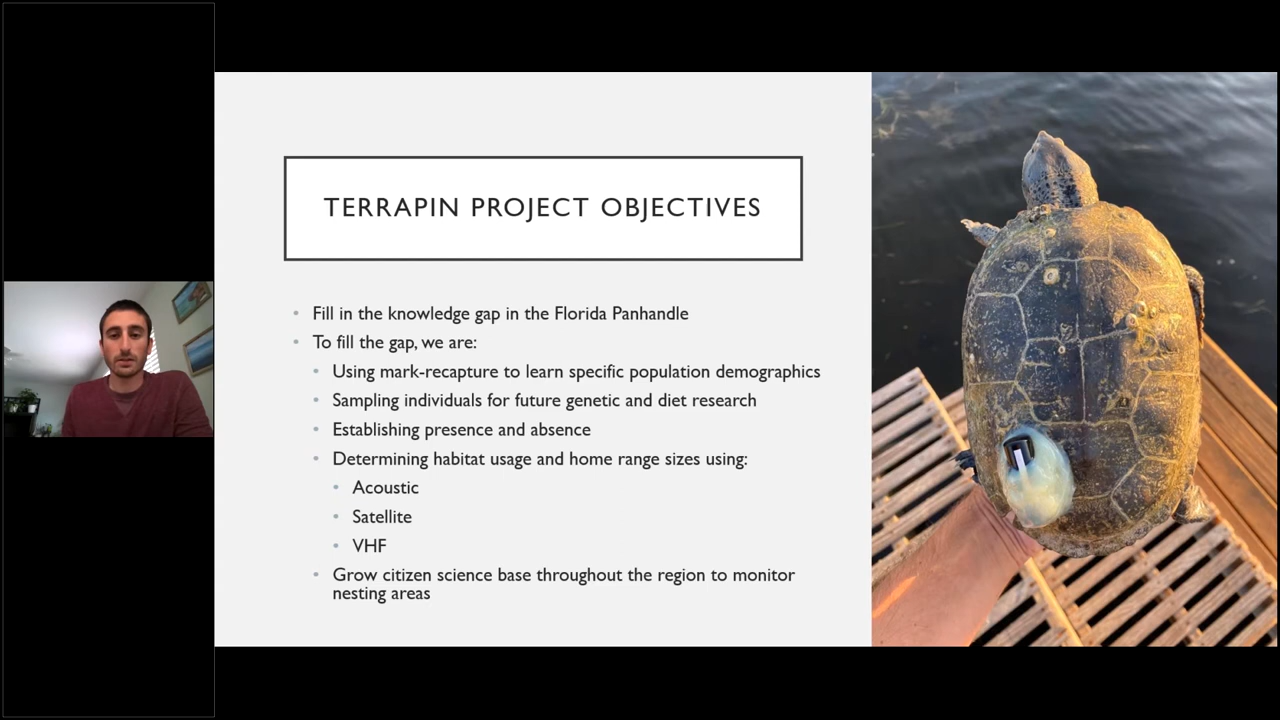 TERRAPIN PROJECT OBJECTIVES
Fill in the knowledge gap in the Florida Panhandle
To fill the gap, we are:
Using mark-recapture to learn specific population demographics
Sampling individuals for future genetic and diet research
Establishing presence and absence
Determining habitat usage and home range sizes using:
Acoustic
Satellite
VHF
Grow citizen science base throughout the region to monitor
nesting areas